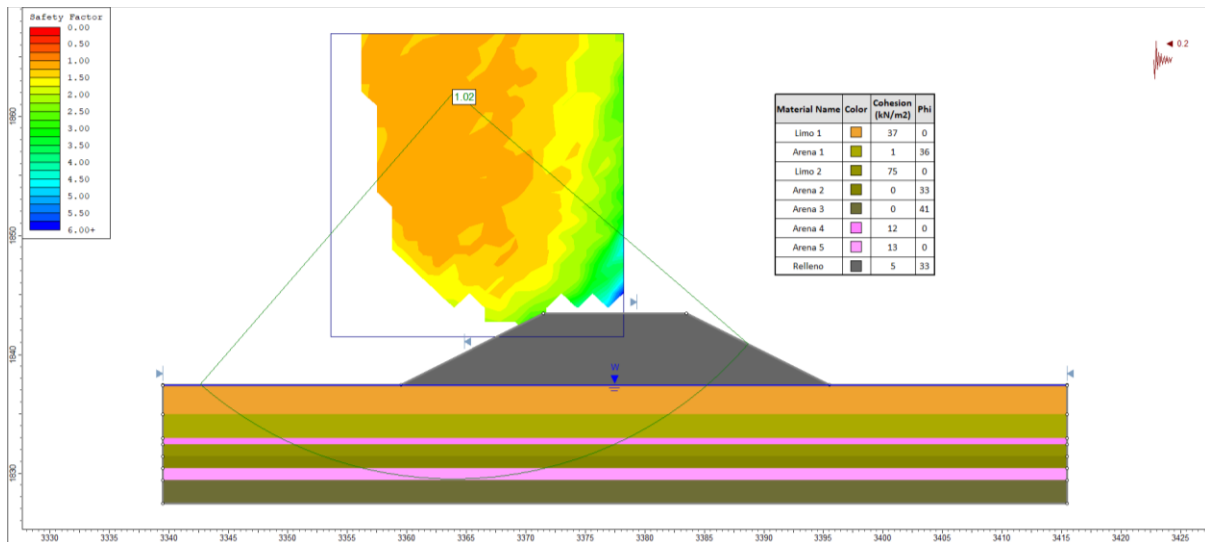 Safety Factor
0.00
0.50
1.00
1.50
2.00
2.50
3.00
3.50
4.00
4.50
5.00
5.50
6.00+
1.02
0.2
Material Name Color Cohesion (kN/m2) Phi
Limo 1 37 0
Arena 1 1 36
Limo 2 75 0
Arena 2 0 33
Arena 3 0 41
Arena 4 12 0
Arena 5 13 0
Relleno 5 33
W
1860
1850
1840
1830
3330 3335 3340 3345 3350 3355 3360 3365 3370 3375 3380 3385 3390 3395 3400 3405 3410 3415 3420 3425